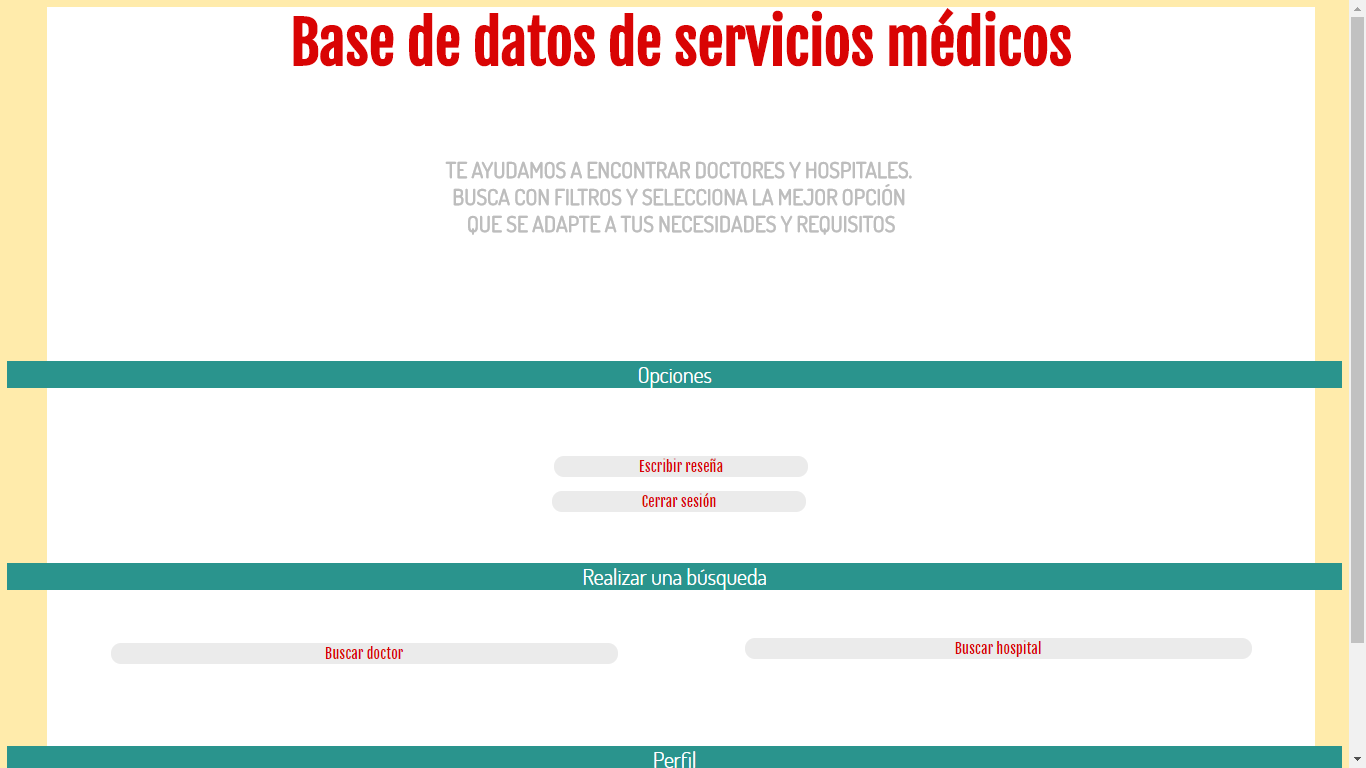 Base de datos de servicios médicos
TE AYUDAMOS A ENCONTRAR DOCTORES Y HOSPITALES.
BUSCA CON FILTROS Y SELECCIONA LA MEJOR OPCIÓN
QUE SE ADAPTE A TUS NECESIDADES Y REQUISITOS
Opciones
Escribir reseña
Cerrar sesión
Realizar una búsqueda
Buscar doctor
Buscar hospital
Perfil